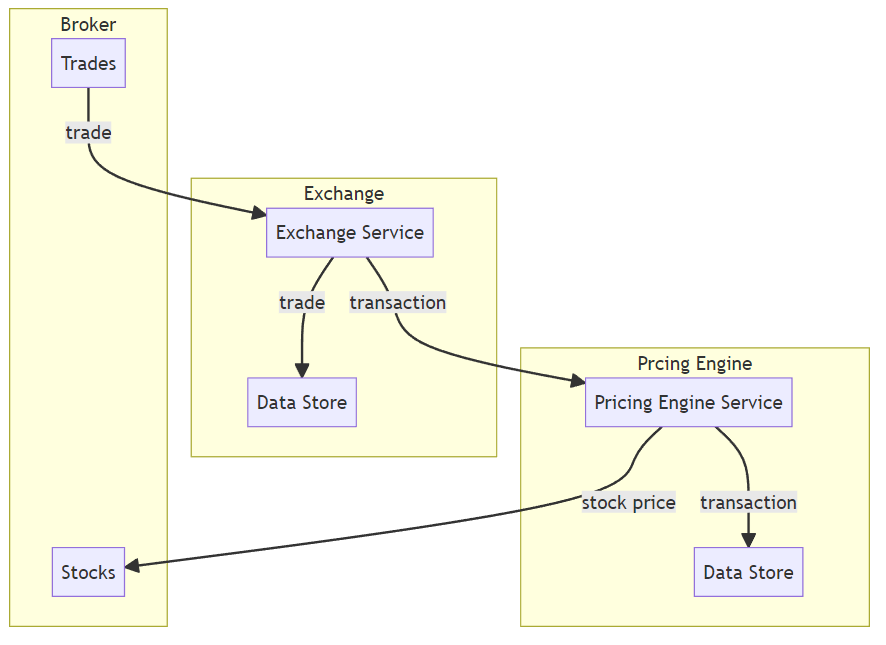 Broker
Trades
trade
Exchange
Exchange Service
trade
transaction
Data Store
Prcing Engine
Pricing Engine Service
stock price
transaction
Stocks
Data Store